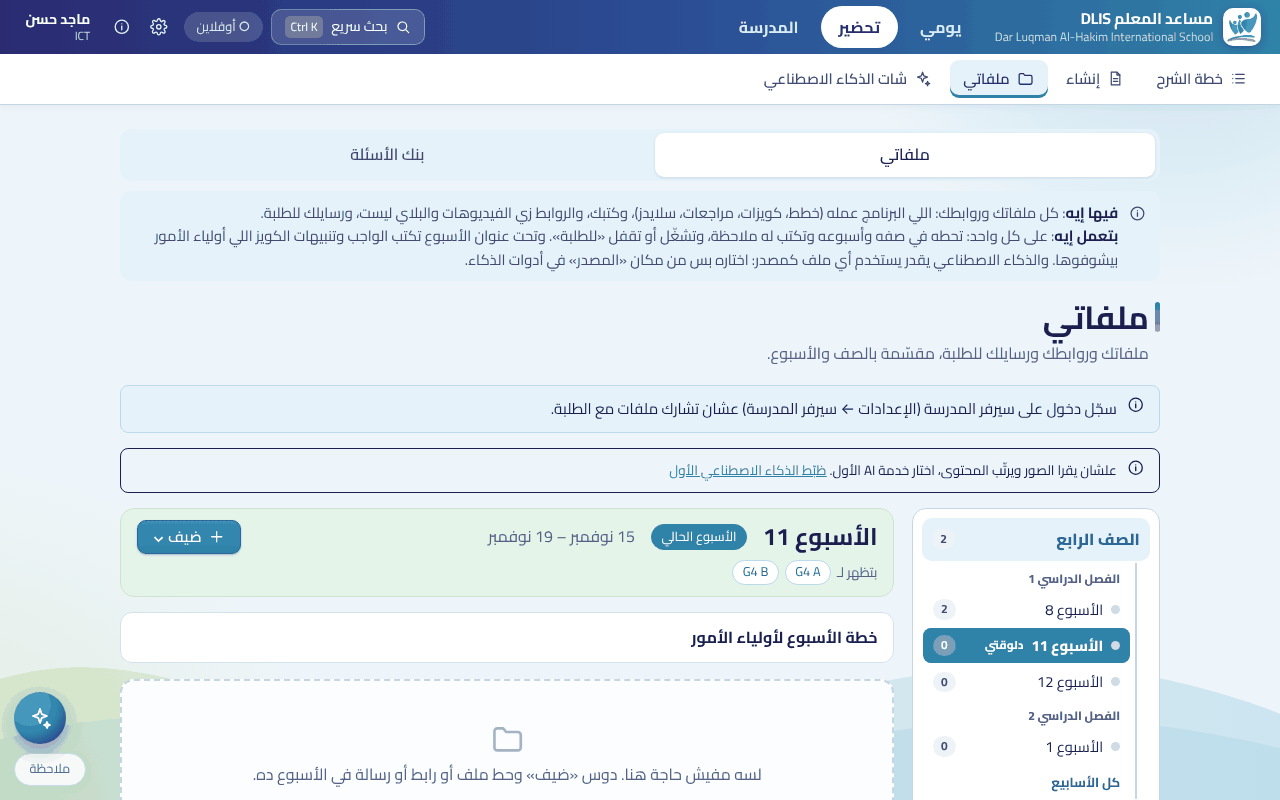 مساعد المعلم DLIS
Dar Luqman Al-Hakim International School
يومي
تحضير
المدرسة
بحث سريع Ctrl K
أوفلاين
ماجد حسن
ICT
خطة الشرح
إنشاء
ملفاتي
شات الذكاء الاصطناعي
ملفاتي
بنك الأسئلة
فيها إيه: كل ملفاتك وروابطك: اللي البرنامج عمله (خطط، كويزات، مراجعات، سلايدز)، وكتبك، والروابط زي الفيديوهات والبلاي ليست، ورسايلك للطلبة.
بتعمل إيه: على كل واحد: تحطه في صفه وأسبوعه وتكتب له ملاحظة، وتشغّل أو تقفل «للطلبة». وتحت عنوان الأسبوع تكتب الواجب وتنبيهات الكويز اللي أولياء الأمور
بيشوفوها. والذكاء الاصطناعي يقدر يستخدم أي ملف كمصدر: اختاره بس من مكان «المصدر» في أدوات الذكاء.
ملفاتي
ملفاتك وروابطك ورسايلك للطلبة، مقسّمة بالصف والأسبوع.
سجّل دخول على سيرفر المدرسة (الإعدادات ← سيرفر المدرسة) عشان تشارك ملفات مع الطلبة.
علشان يقرا الصور ويرتّب المحتوى، اختار خدمة AI الأول. ظبّط الذكاء الاصطناعي الأول
الصف الرابع 2
الفصل الدراسي 1
الأسبوع 8 2
الأسبوع 11 دلوقتي 0
الأسبوع 12 0
الفصل الدراسي 2
الأسبوع 1 0
كل الأسابيع
الأسبوع 11 الأسبوع الحالي 15 نوفمبر – 19 نوفمبر
ضيف
بتظهر لـ G4 A G4 B
خطة الأسبوع لأولياء الأمور
لسه مفيش حاجة هنا. دوس «ضيف» وحط ملف أو رابط أو رسالة في الأسبوع ده.
ملاحظة